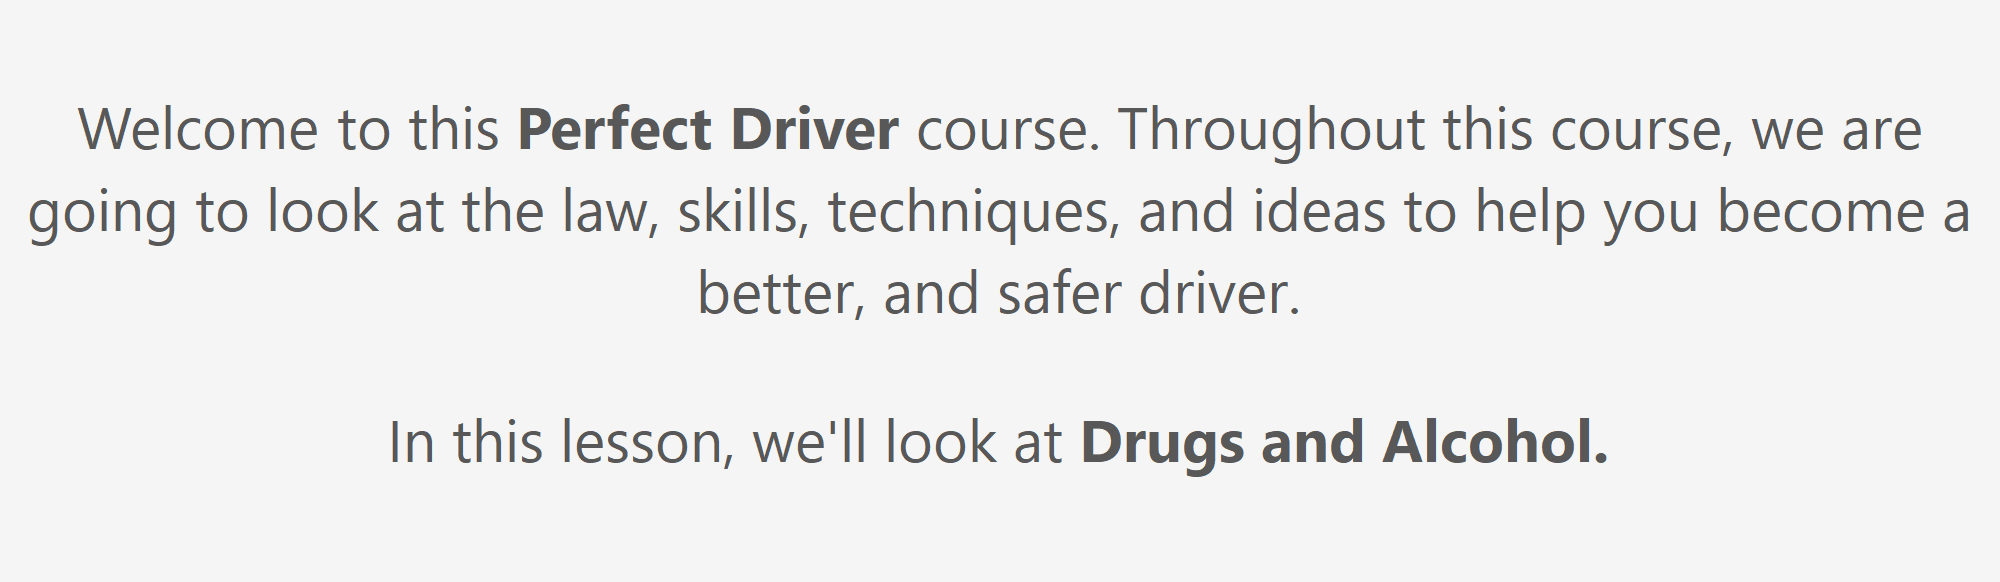 Welcome to this Perfect Driver course. Throughout this course, we are
going to look at the law, skills, techniques, and ideas to help you become a
better, and safer driver.
In this lesson, we'll look at Drugs and Alcohol.